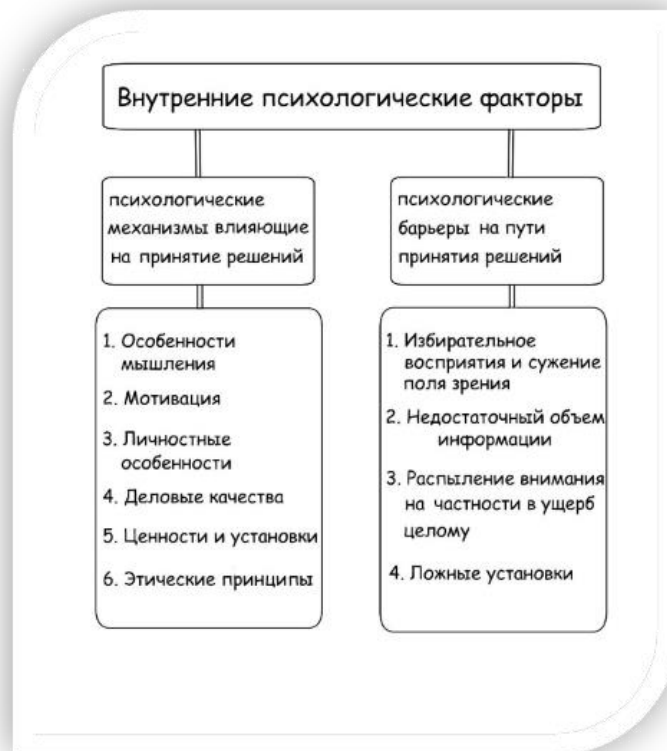 Внутренние психологические факторы
психологические
механизмы влияющие
на принятие решений
1. Особенности
мышления
2. Мотивация
3. Личностные
особенности
4. Деловые качества
5. Ценности и установки
6. Этические принципы
психологические
барьеры на пути
принятия решений
1. Избирательное
восприятия и сужение
поля зрения
2. Недостаточный объем
информации
3. Распыление внимания
на частности в ущерб
целому
4. Ложные установки